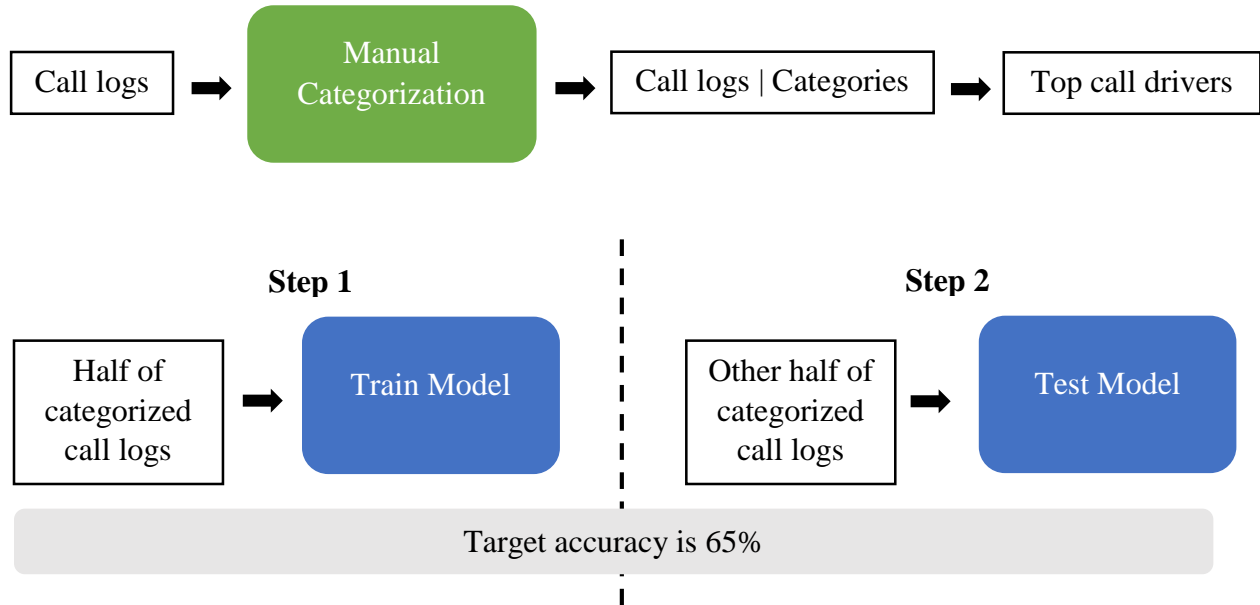 Call logs
Manual
Categorization
Call logs | Categories
Top call drivers
Step 1
Half of
categorized
call logs
Train Model
Step 2
Other half of
categorized
call logs
Test Model
Target accuracy is 65%